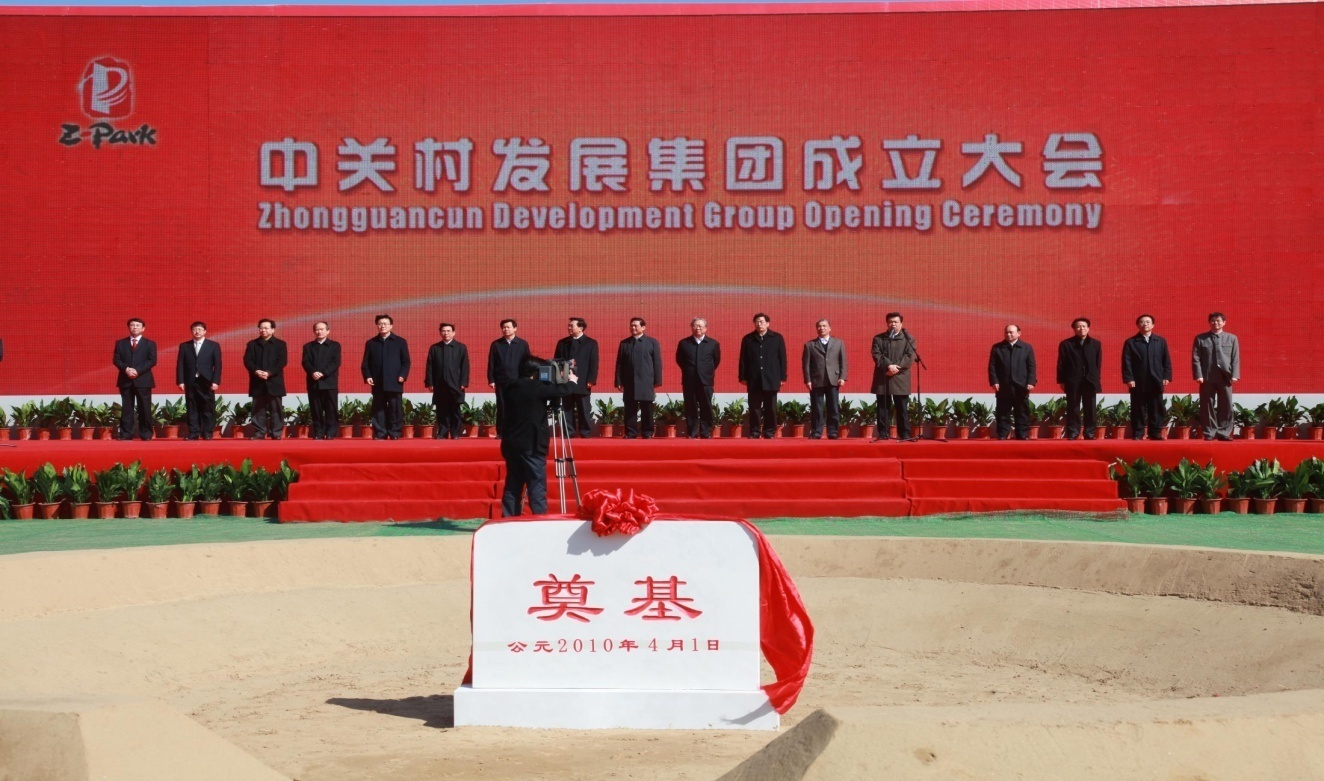 Z-Park
中关村发展集团成立大会
Zhongguancun Development Group Opening Ceremony
奠基
公元2010年4月1日